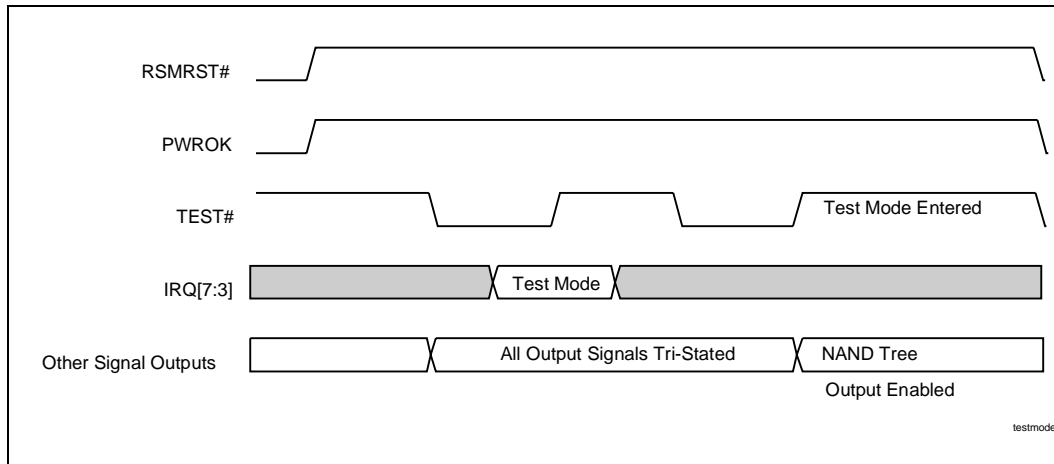 RSMRST#
PWROK
TEST#
Test Mode Entered
IRQ[7:3]
Test Mode
Other Signal Outputs
All Output Signals Tri-Stated
NAND Tree
Output Enabled
testmode